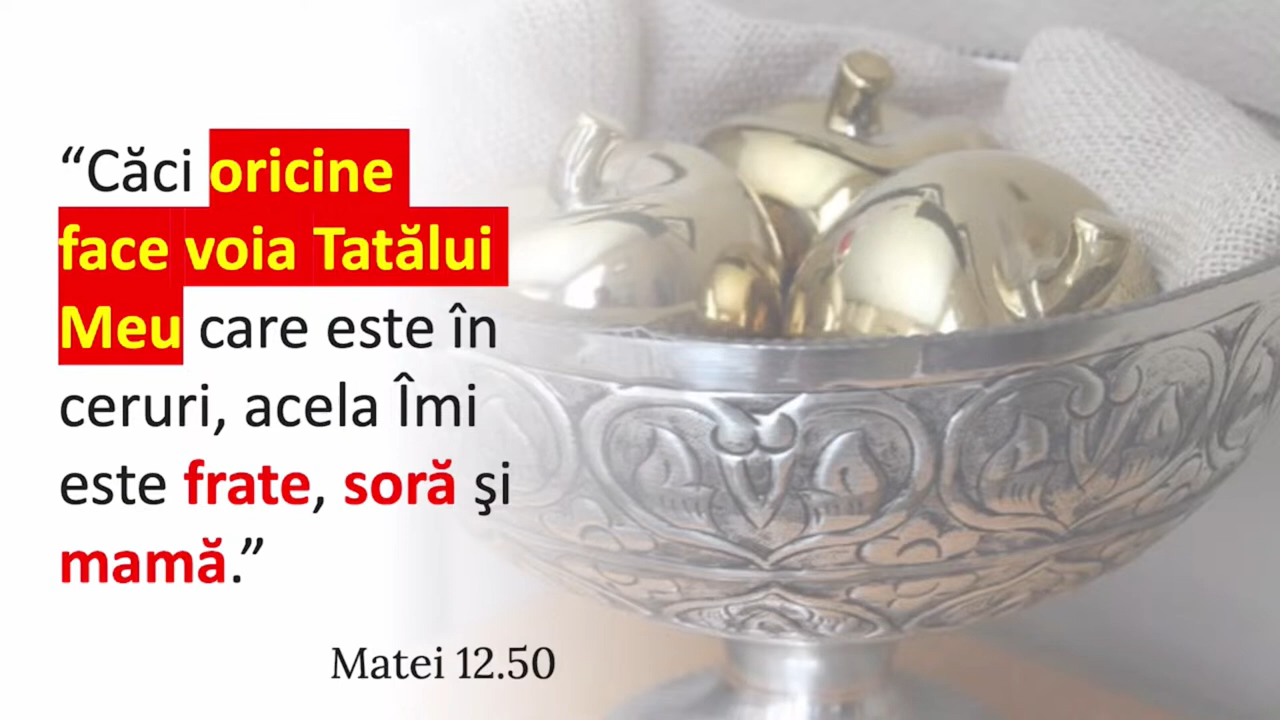 “Căci oricine
face voia Tatălui
Meu care este în
ceruri, acela Îmi
este frate, soră şi
mamă.”
Matei 12.50